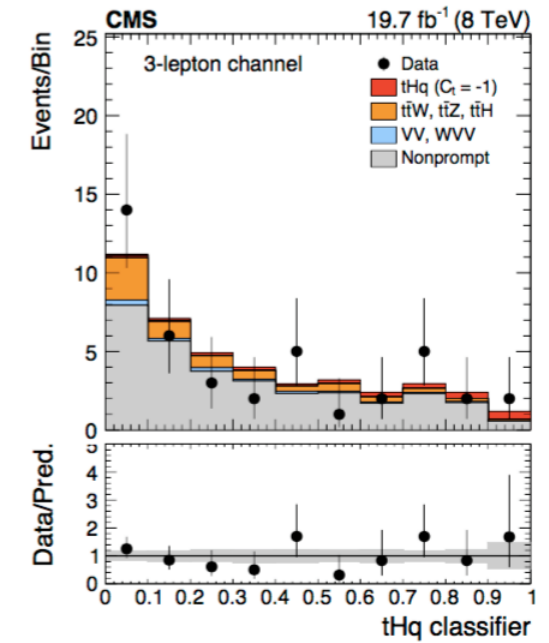 CMS 19.7 fb⁻¹ (8 TeV)
Events/Bin
25
20
15
10
5
0
3-lepton channel
Data
tHq (Cₜ = -1)
tt̄W, tt̄Z, tt̄H
VV, WVV
Nonprompt
Data/Pred.
5
4
3
2
1
0
0 0.1 0.2 0.3 0.4 0.5 0.6 0.7 0.8 0.9 1
tHq classifier